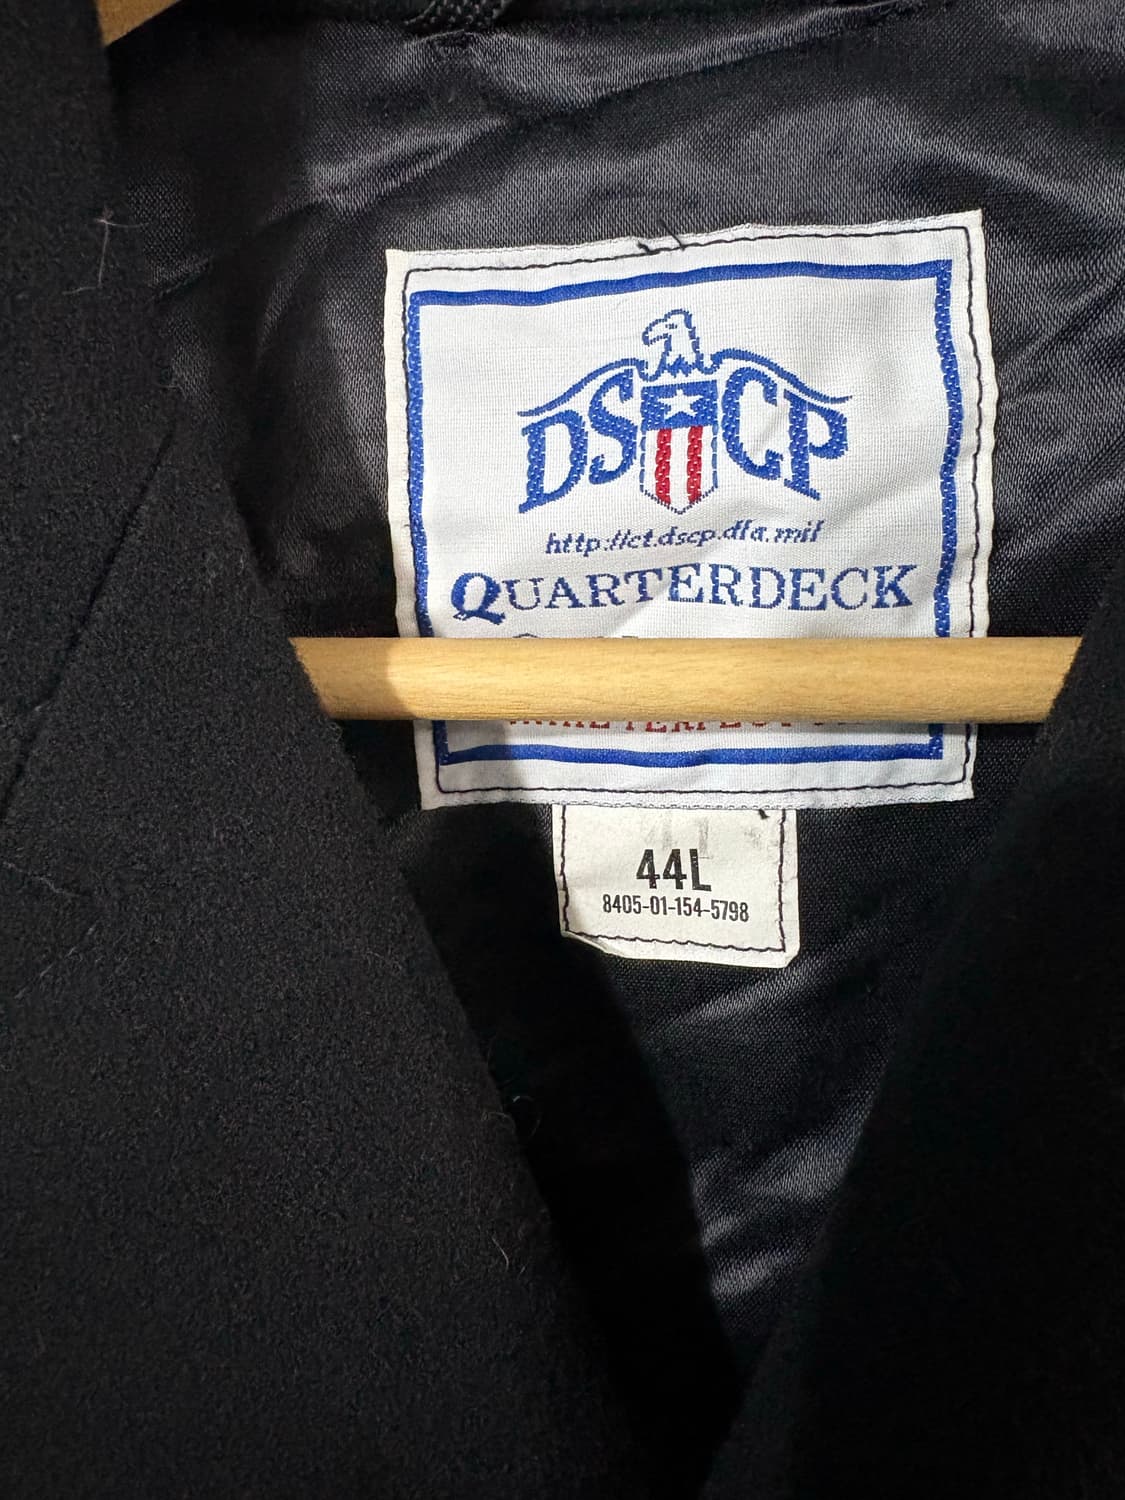 DSCP
http://ct.dscp.dla.mil
QUARTERDECK
44L
8405-01-154-5798